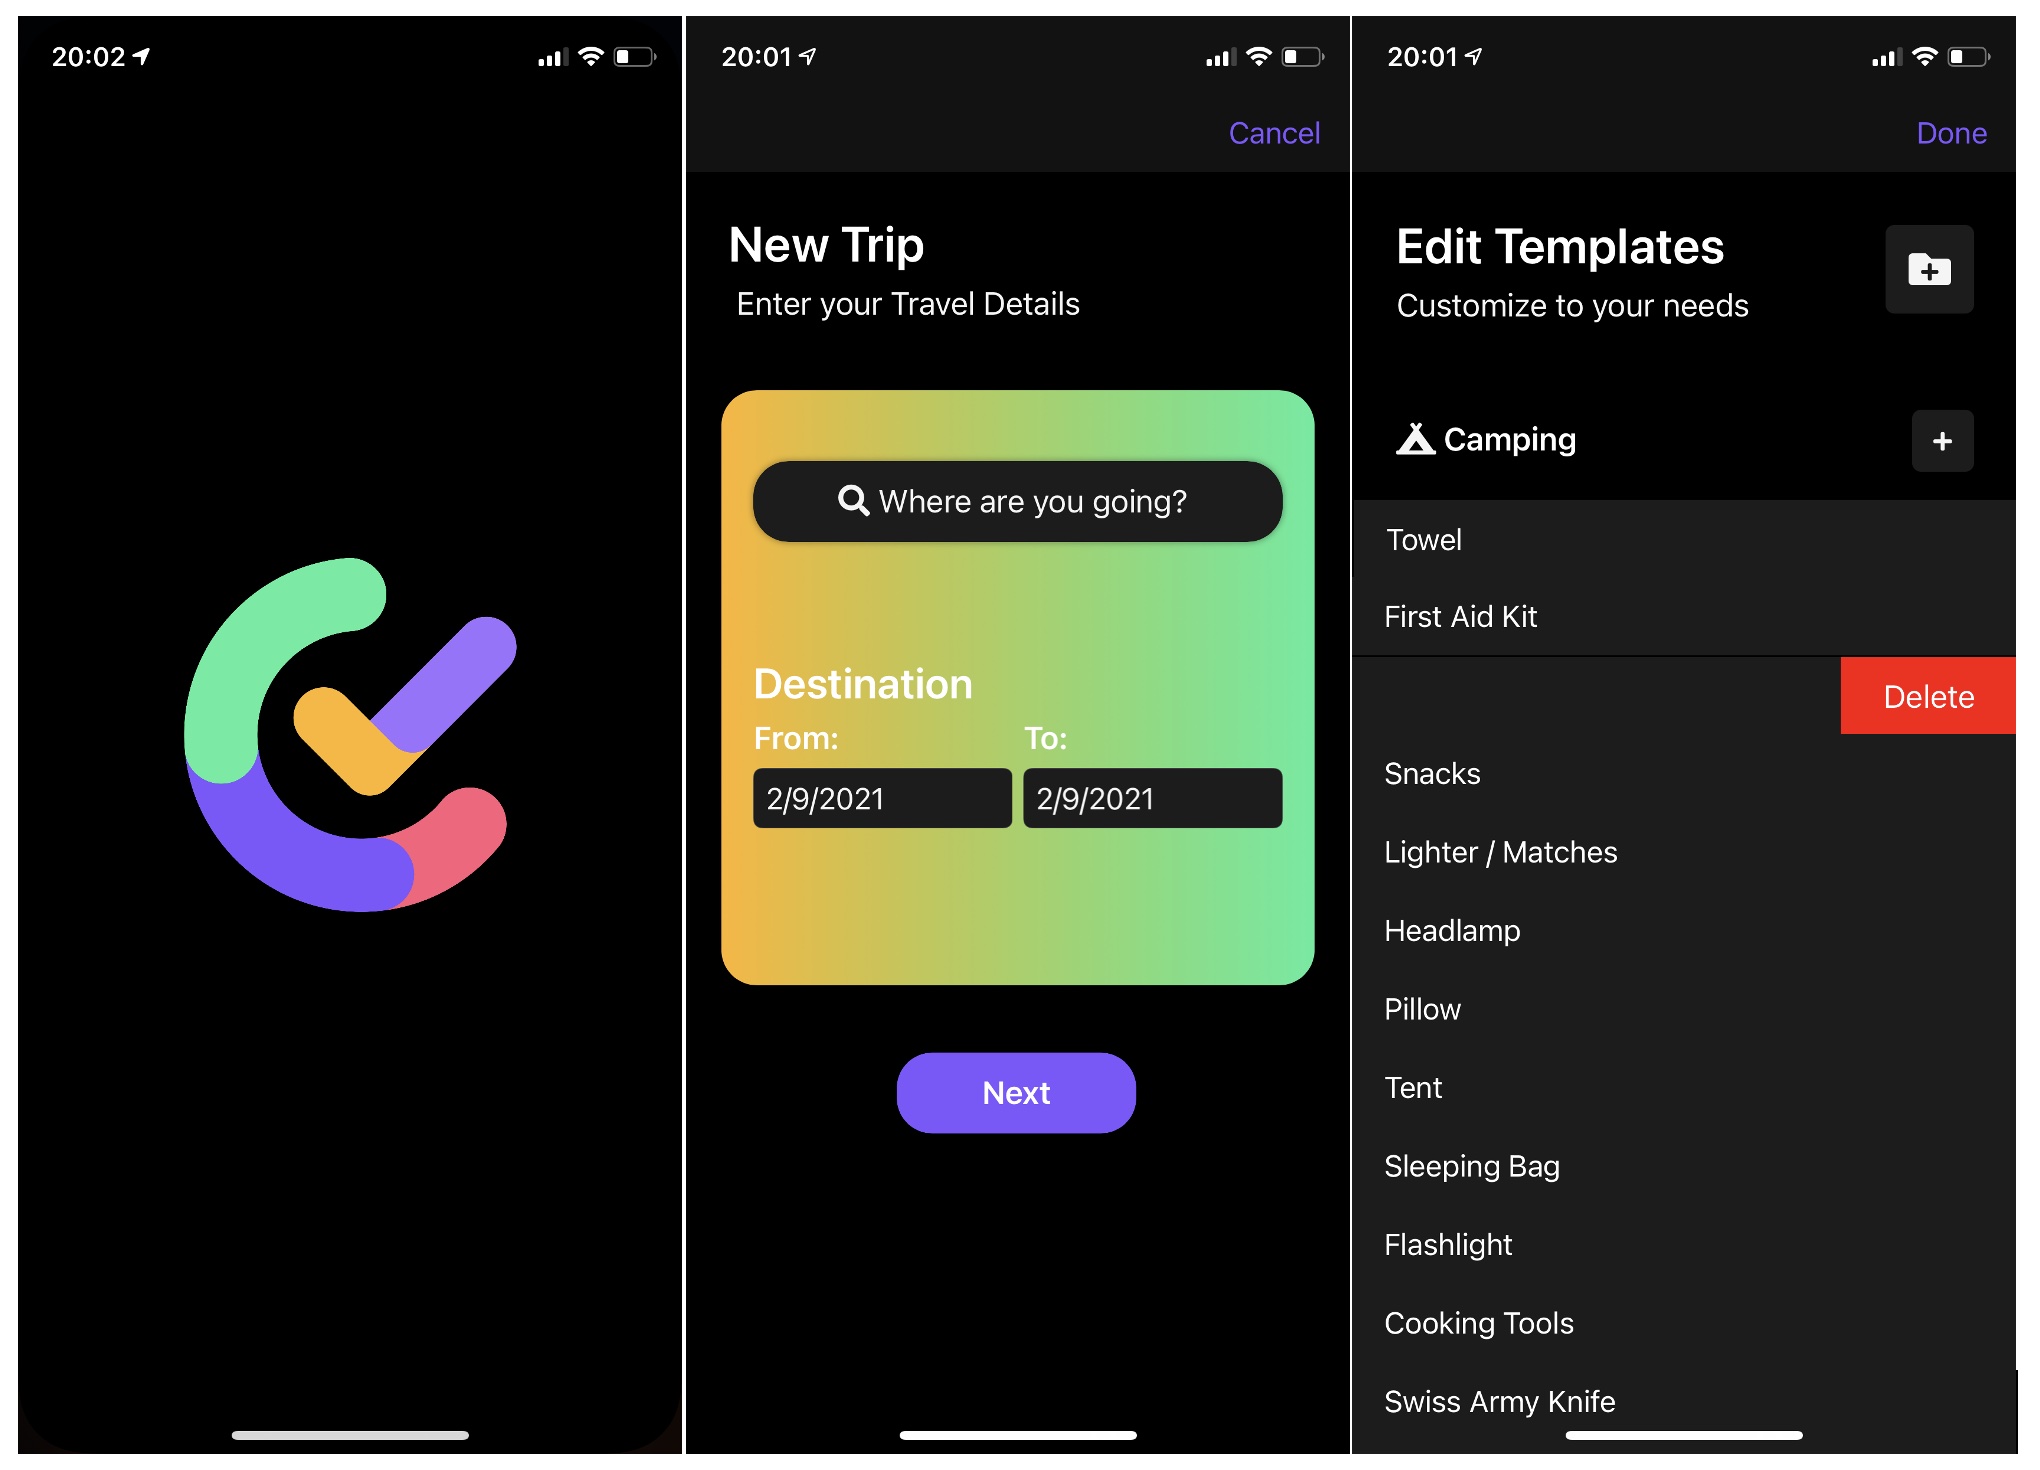 20:02
20:01
Cancel
New Trip
Enter your Travel Details
Where are you going?
Destination
From: To:
2/9/2021 2/9/2021
Next
20:01
Done
Edit Templates
Customize to your needs
Camping
Towel
First Aid Kit
Delete
Snacks
Lighter / Matches
Headlamp
Pillow
Tent
Sleeping Bag
Flashlight
Cooking Tools
Swiss Army Knife